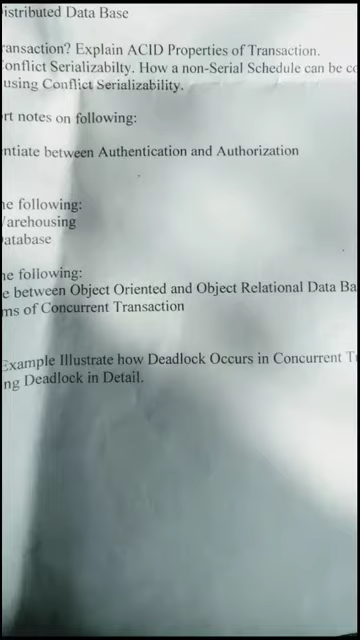 istributed Data Base
ransaction? Explain ACID Properties of Transaction.
onflict Serializabilty. How a non-Serial Schedule can be co
using Conflict Serializability.
rt notes on following:
ntiate between Authentication and Authorization
he following:
Warehousing
atabase
he following:
e between Object Oriented and Object Relational Data Ba
ms of Concurrent Transaction
Example Illustrate how Deadlock Occurs in Concurrent Tr
ng Deadlock in Detail.